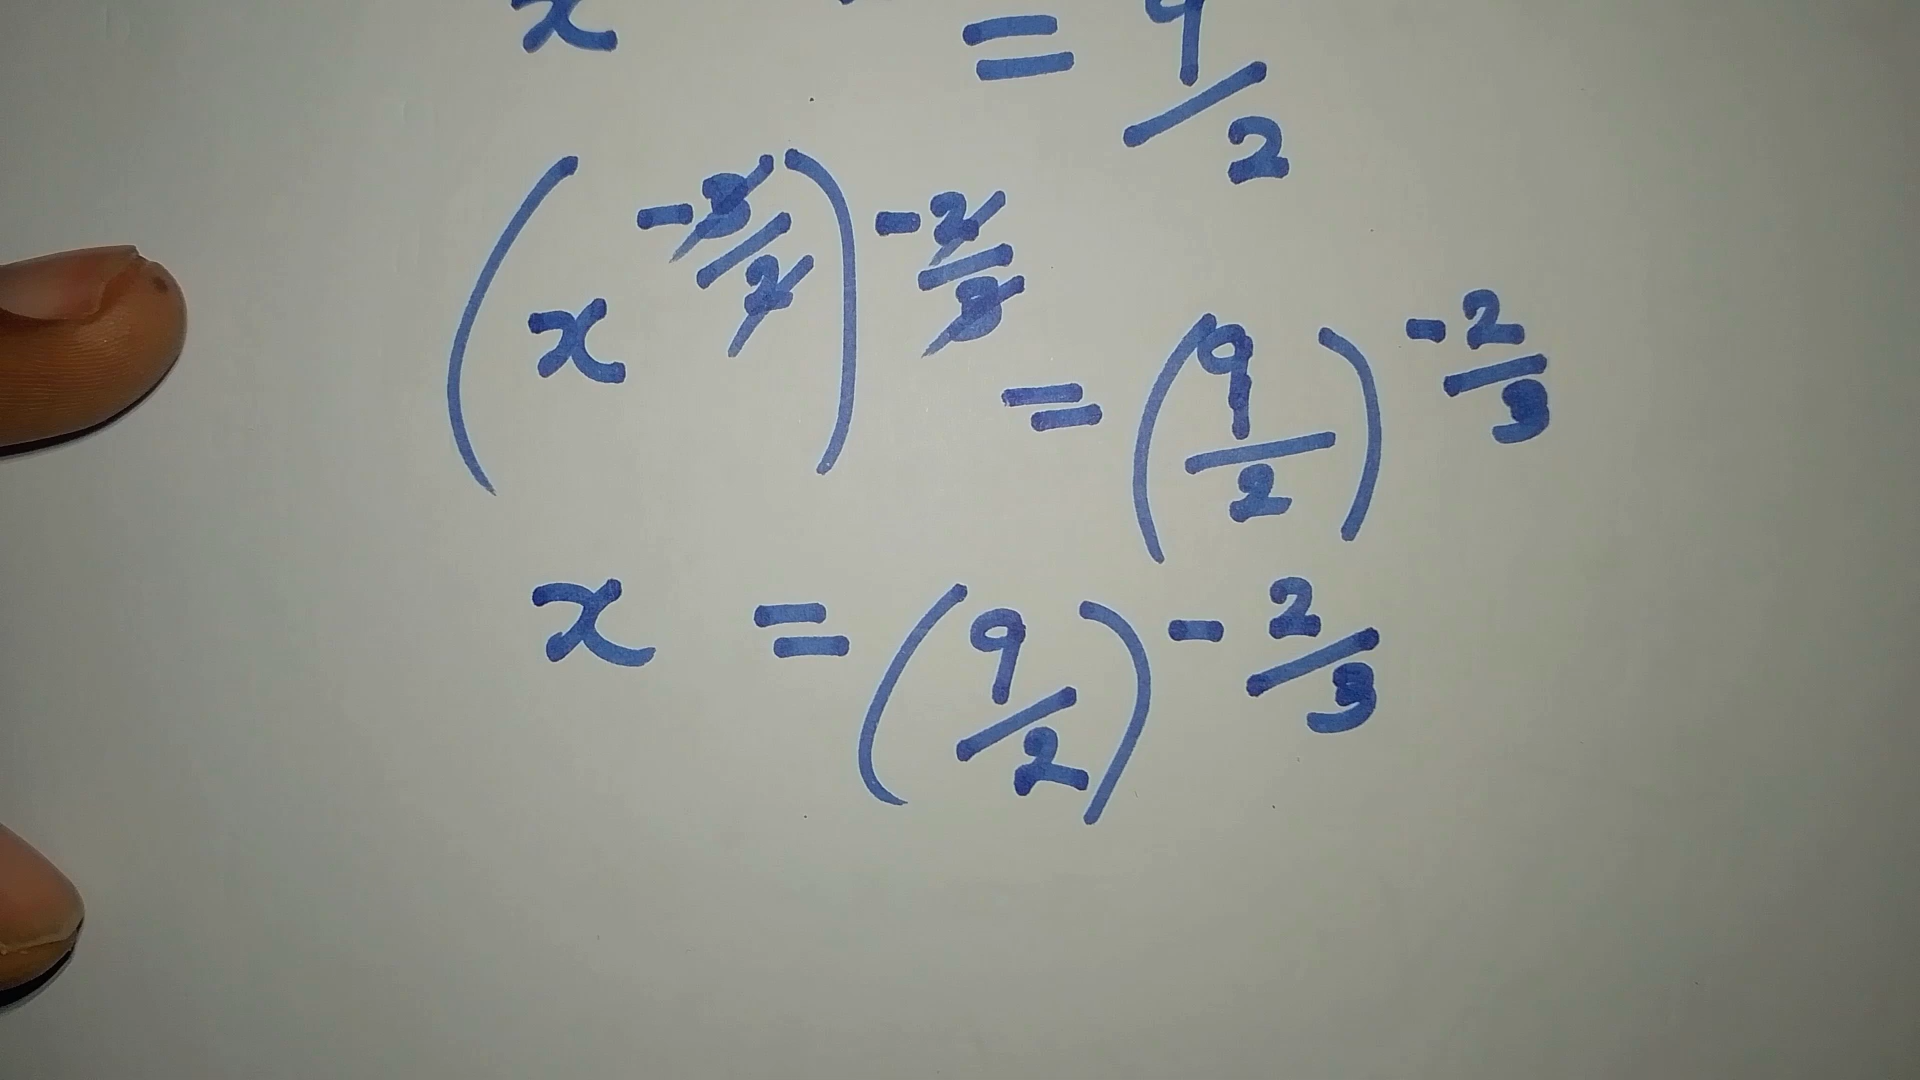 x = 9/2
(x^-3/2)^-2/3 = (9/2)^-2/3
x = (9/2)^-2/3